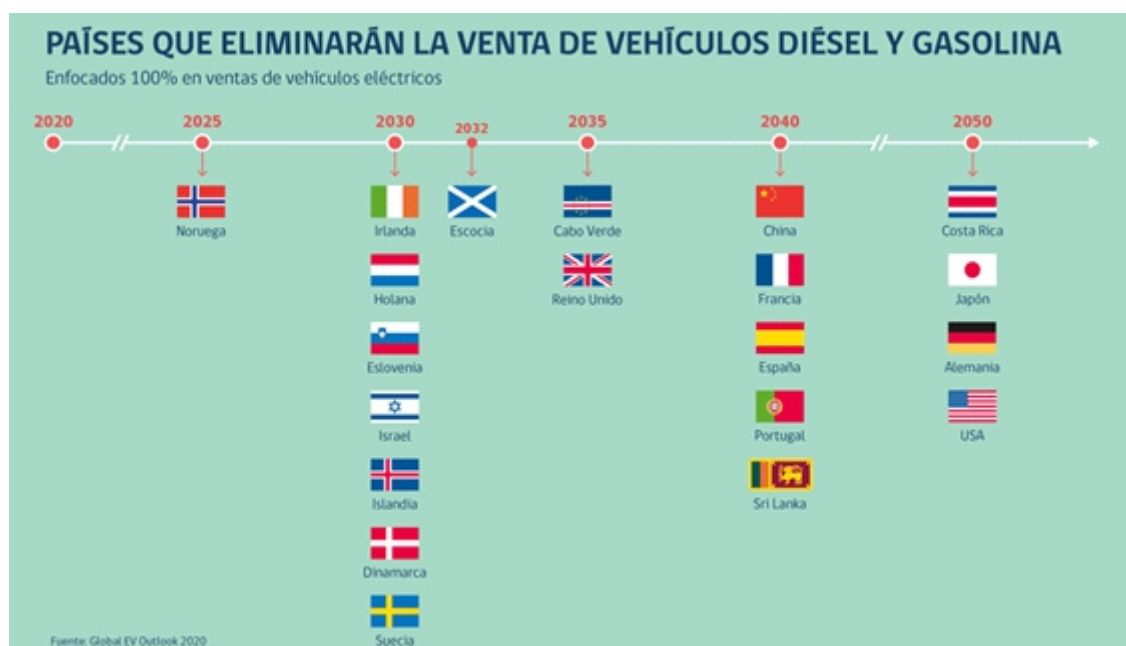 PAÍSES QUE ELIMINARÁN LA VENTA DE VEHÍCULOS DIÉSEL Y GASOLINA
Enfocados 100% en ventas de vehículos eléctricos
2020
2025
2030
2032
2035
2040
2050
Noruega
Irlanda
Escocia
Cabo Verde
China
Costa Rica
Holana
Reino Unido
Francia
Japón
Eslovenia
España
Alemania
Israel
Portugal
USA
Islandia
Sri Lanka
Dinamarca
Suecia
Fuente: Global EV Outlook 2020